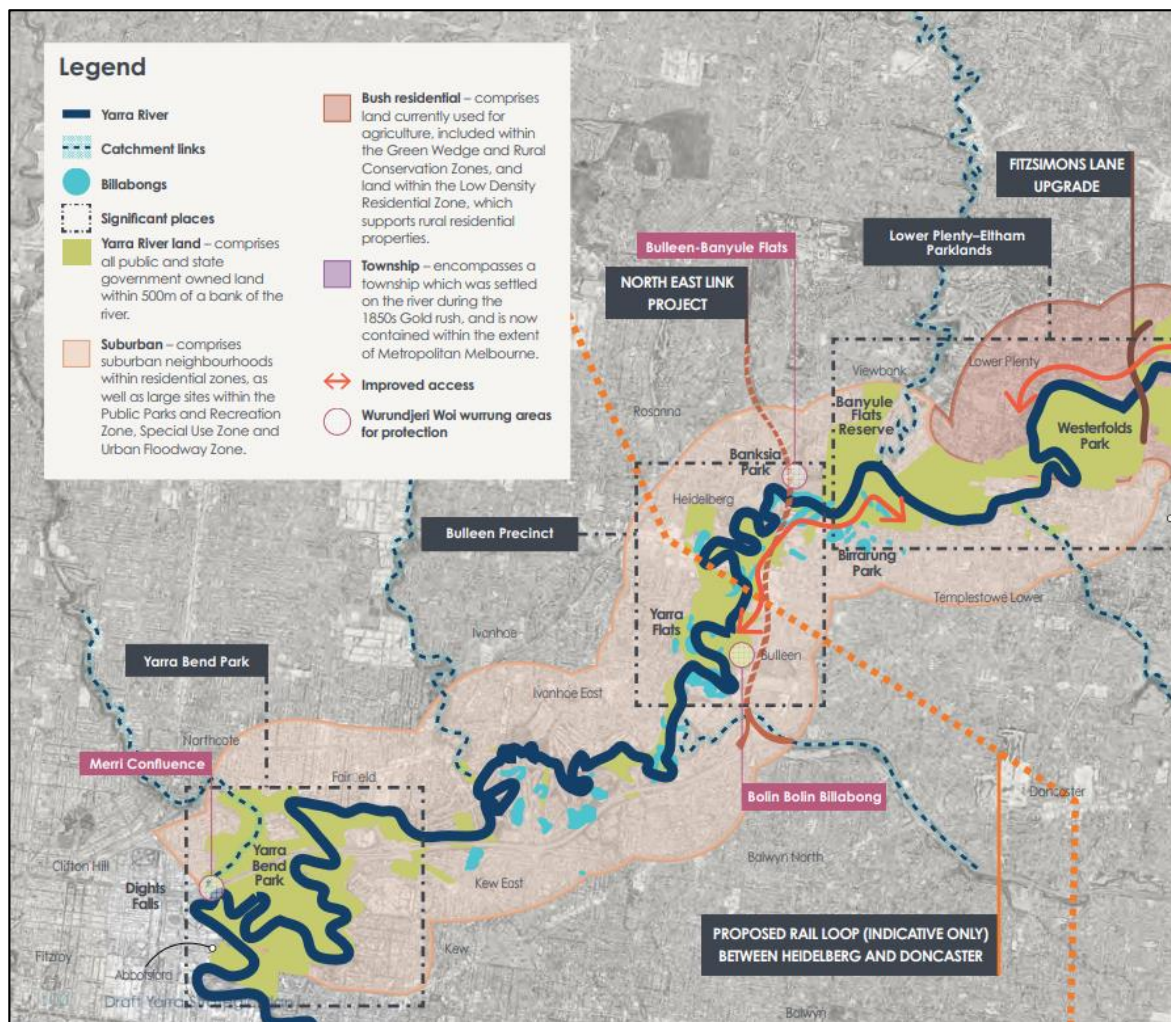 Legend
Yarra River
Catchment links
Billabongs
Significant places
Yarra River land – comprises
all public and state
government owned land
within 500m of a bank of the
river.
Suburban – comprises
suburban neighbourhoods
within residential zones, as
well as large sites within the
Public Parks and Recreation
Zone, Special Use Zone and
Urban Floodway Zone.
Bush residential – comprises
land currently used for
agriculture, included within
the Green Wedge and Rural
Conservation Zones, and
land within the Low Density
Residential Zone, which
supports rural residential
properties.
Township – encompasses a
township which was settled
on the river during the
1850s Gold rush, and is now
contained within the extent
of Metropolitan Melbourne.
Improved access
Wurundjeri Woi wurrung areas
for protection
FITZSIMONS LANE
UPGRADE
Lower Plenty–Eltham
Parklands
Bulleen-Banyule Flats
NORTH EAST LINK
PROJECT
Lower Plenty
Viewbank
Rosanna
Banyule
Flats
Reserve
Westerfolds
Park
Banksia
Park
Heidelberg
Bulleen Precinct
Birrarung
Park
Templestowe Lower
Yarra
Flats
Ivanhoe
Bulleen
Yarra Bend Park
Ivanhoe East
Northcote
Merri Confluence
Fairfield
Bolin Bolin Billabong
Doncaster
Yarra
Bend
Park
Balwyn North
Clifton Hill
Dights
Falls
Kew East
PROPOSED RAIL LOOP (INDICATIVE ONLY)
BETWEEN HEIDELBERG AND DONCASTER
Kew
Fitzroy
Abbotsford
Draft Yarra
Balwyn